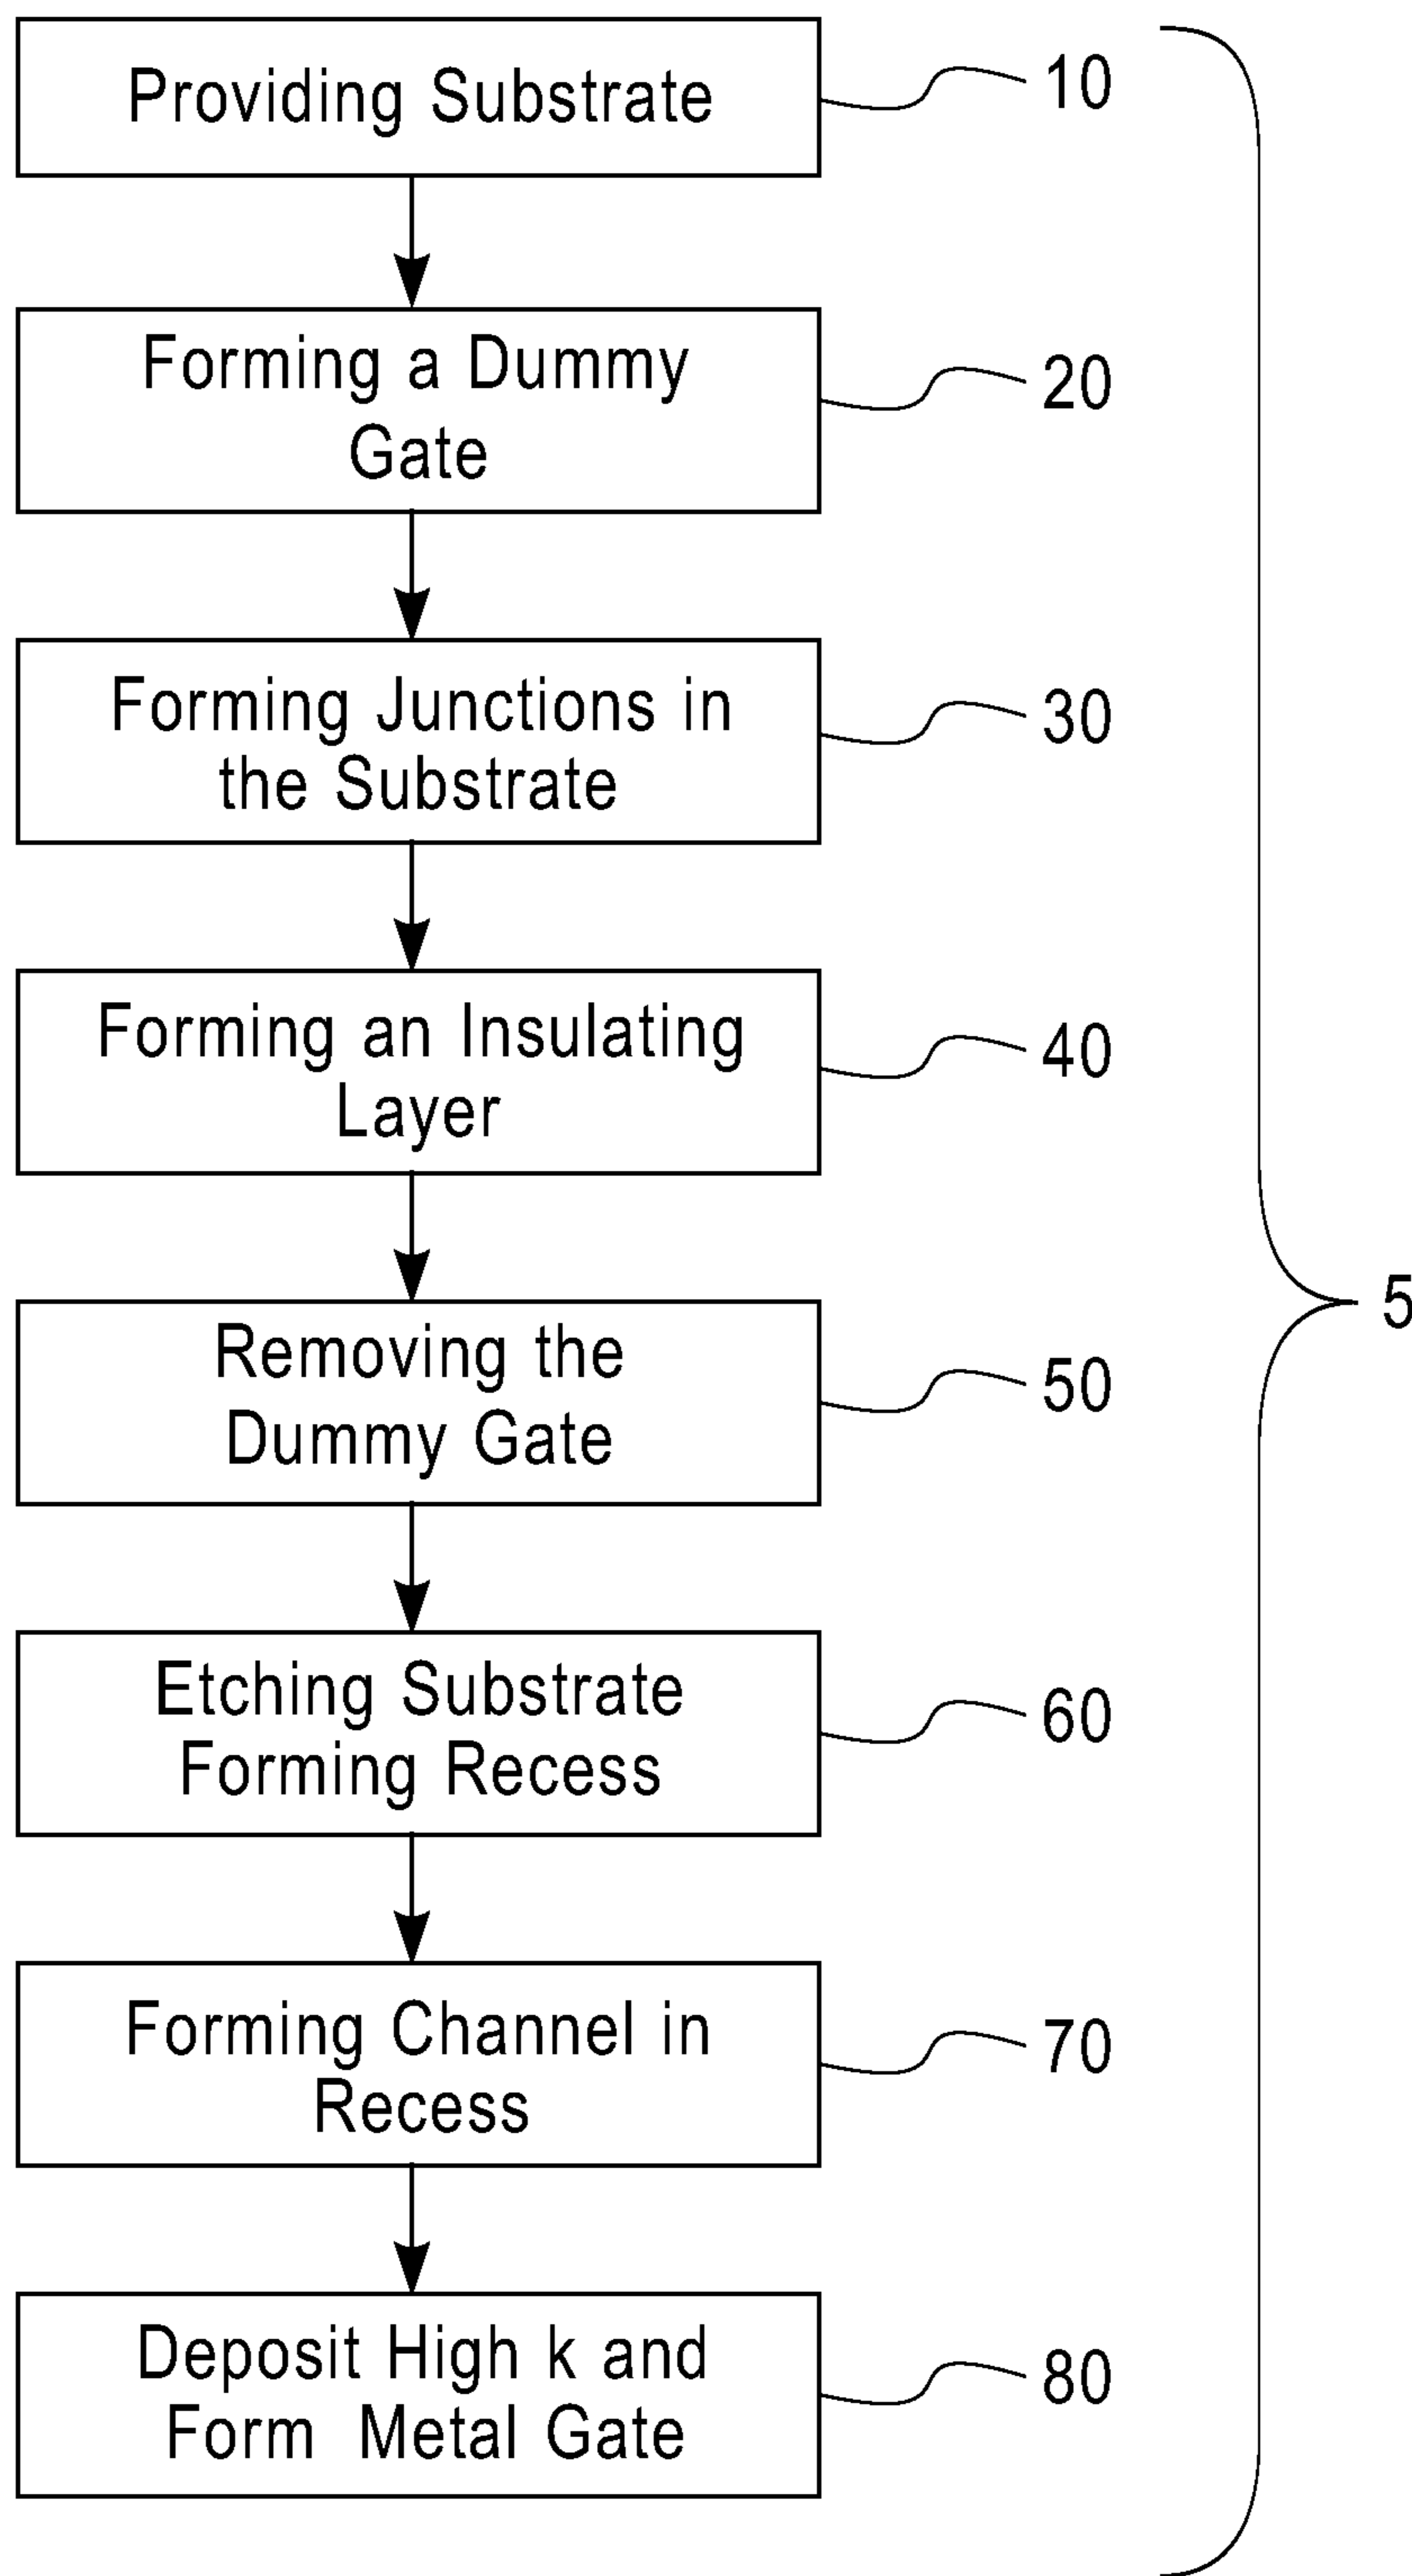 Providing Substrate
10
Forming a Dummy
Gate
20
Forming Junctions in
the Substrate
30
Forming an Insulating
Layer
40
5
Removing the
Dummy Gate
50
Etching Substrate
Forming Recess
60
Forming Channel in
Recess
70
Deposit High k and
Form Metal Gate
80